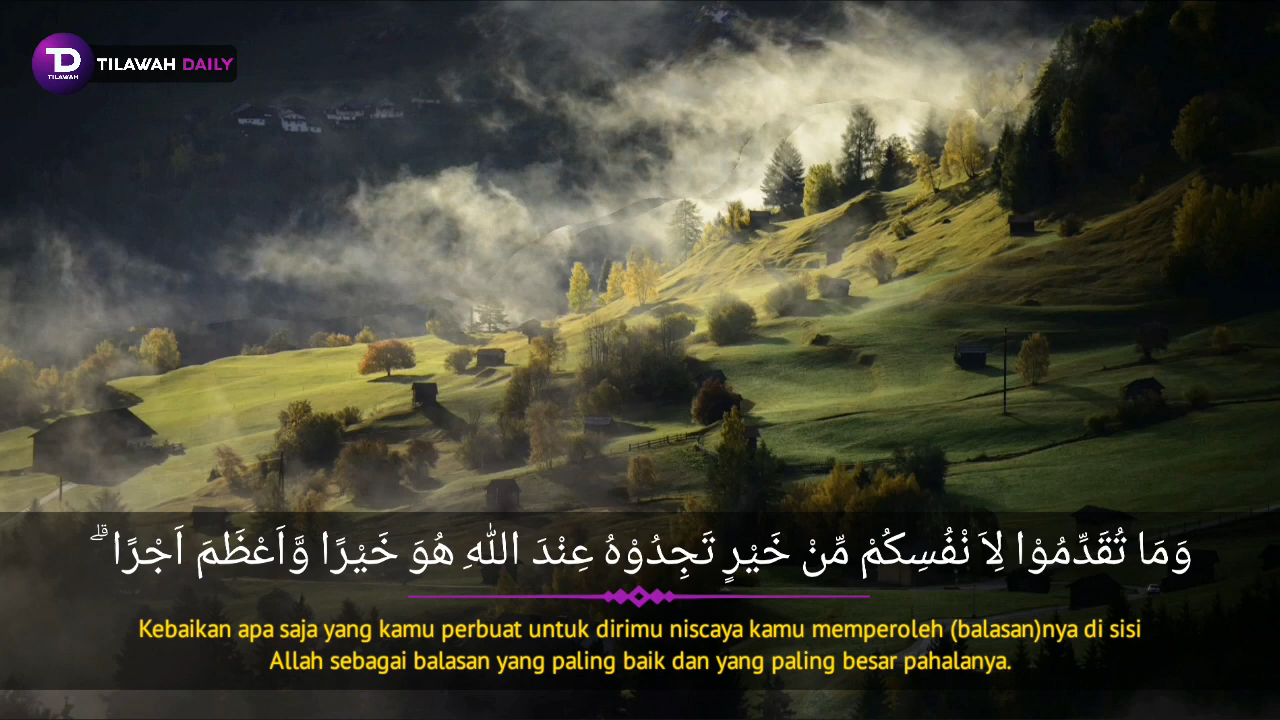 TD
TILAWAH
TILAWAH DAILY
وَمَا تُقَدِّمُوْا لِاَ نْفُسِكُمْ مِّنْ خَيْرٍ تَجِدُوْهُ عِنْدَ اللّٰهِ هُوَ خَيْرًا وَّاَعْظَمَ اَجْرًا ۗ
Kebaikan apa saja yang kamu perbuat untuk dirimu niscaya kamu memperoleh (balasan)nya di sisi
Allah sebagai balasan yang paling baik dan yang paling besar pahalanya.